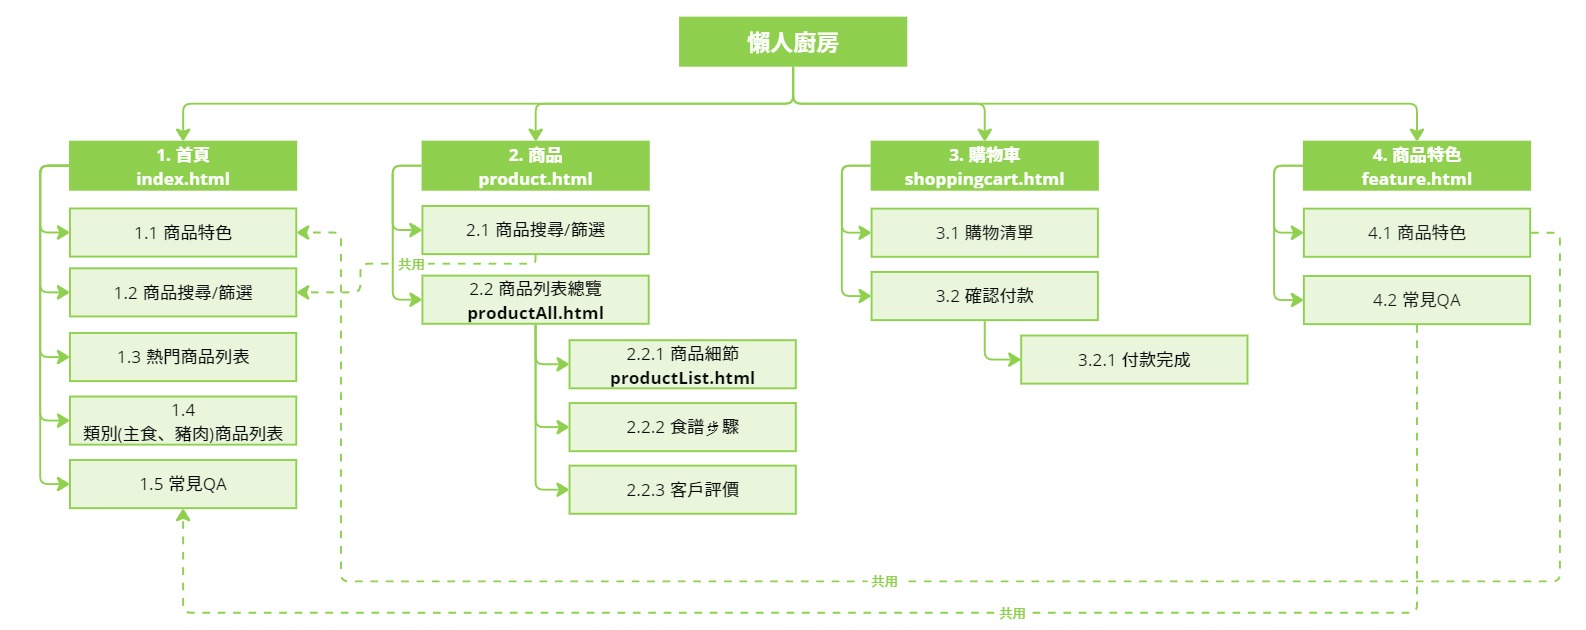 懶人廚房
1. 首頁
index.html
1.1 商品特色
1.2 商品搜尋/篩選
1.3 熱門商品列表
1.4
類別(主食、豬肉)商品列表
1.5 常見QA
2. 商品
product.html
2.1 商品搜尋/篩選
共用
2.2 商品列表總覽
productAll.html
2.2.1 商品細節
productList.html
2.2.2 食譜步驟
2.2.3 客戶評價
3. 購物車
shoppingcart.html
3.1 購物清單
3.2 確認付款
3.2.1 付款完成
4. 商品特色
feature.html
4.1 商品特色
4.2 常見QA
共用
共用